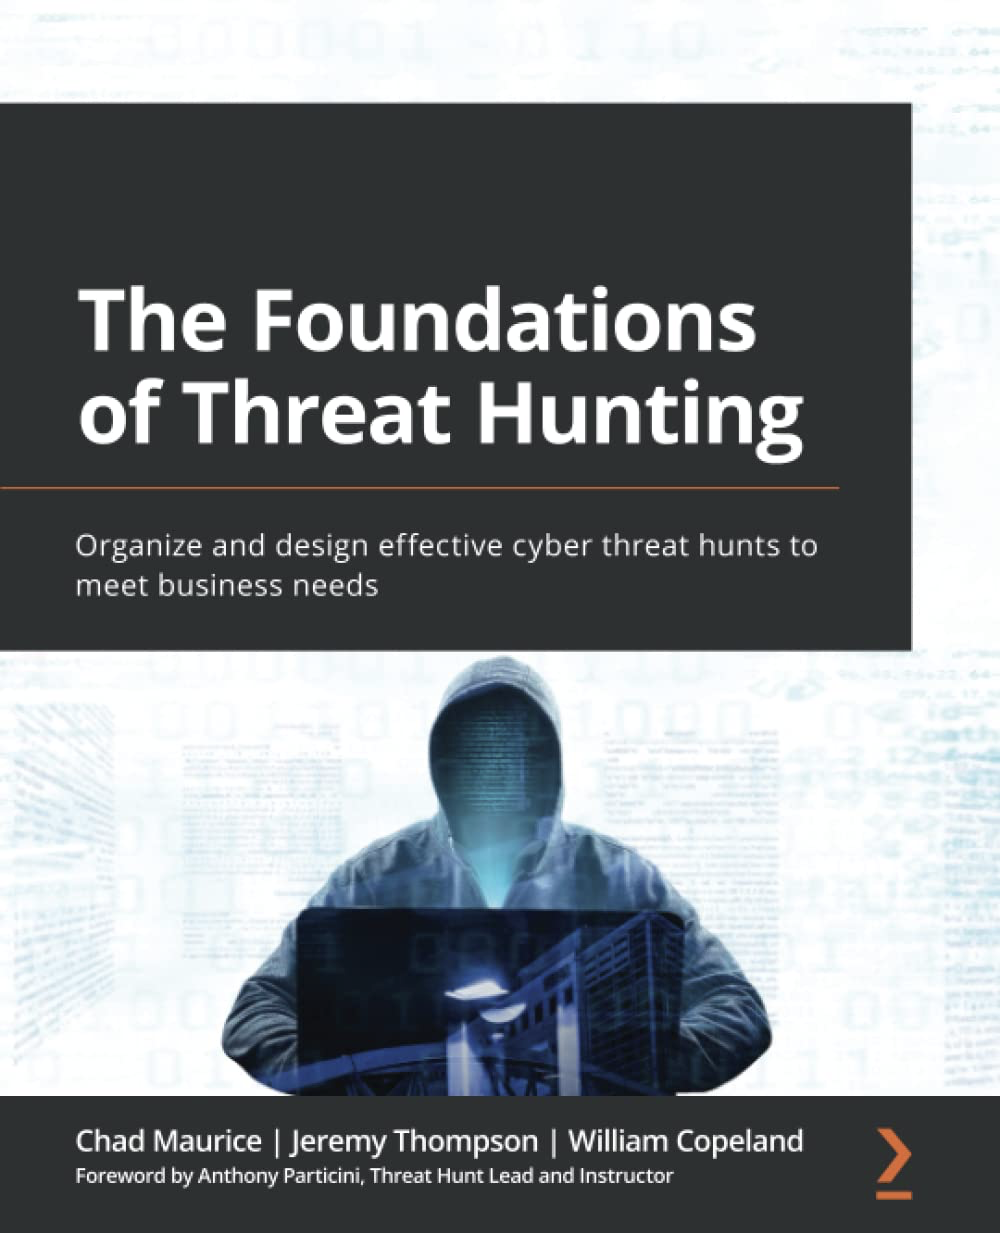 The Foundations
of Threat Hunting
Organize and design effective cyber threat hunts to
meet business needs
Chad Maurice | Jeremy Thompson | William Copeland
Foreword by Anthony Particini, Threat Hunt Lead and Instructor